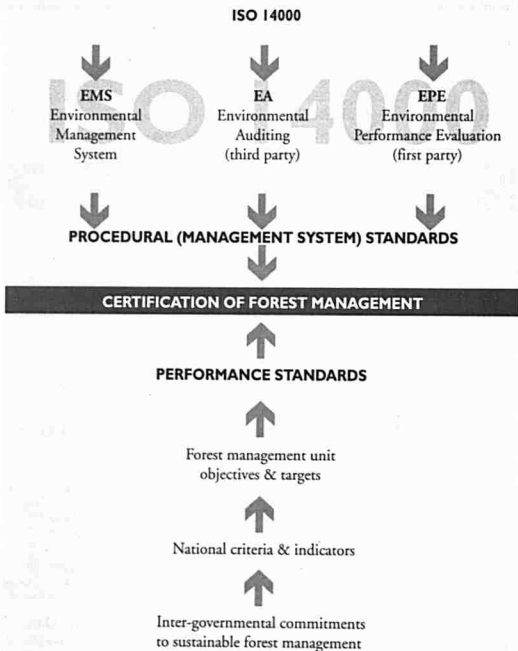 ISO 14000
ISO 14000
EMS
Environmental
Management
System
EA
Environmental
Auditing
(third party)
EPE
Environmental
Performance Evaluation
(first party)
PROCEDURAL (MANAGEMENT SYSTEM) STANDARDS
CERTIFICATION OF FOREST MANAGEMENT
PERFORMANCE STANDARDS
Forest management unit
objectives & targets
National criteria & indicators
Inter-governmental commitments
to sustainable forest management